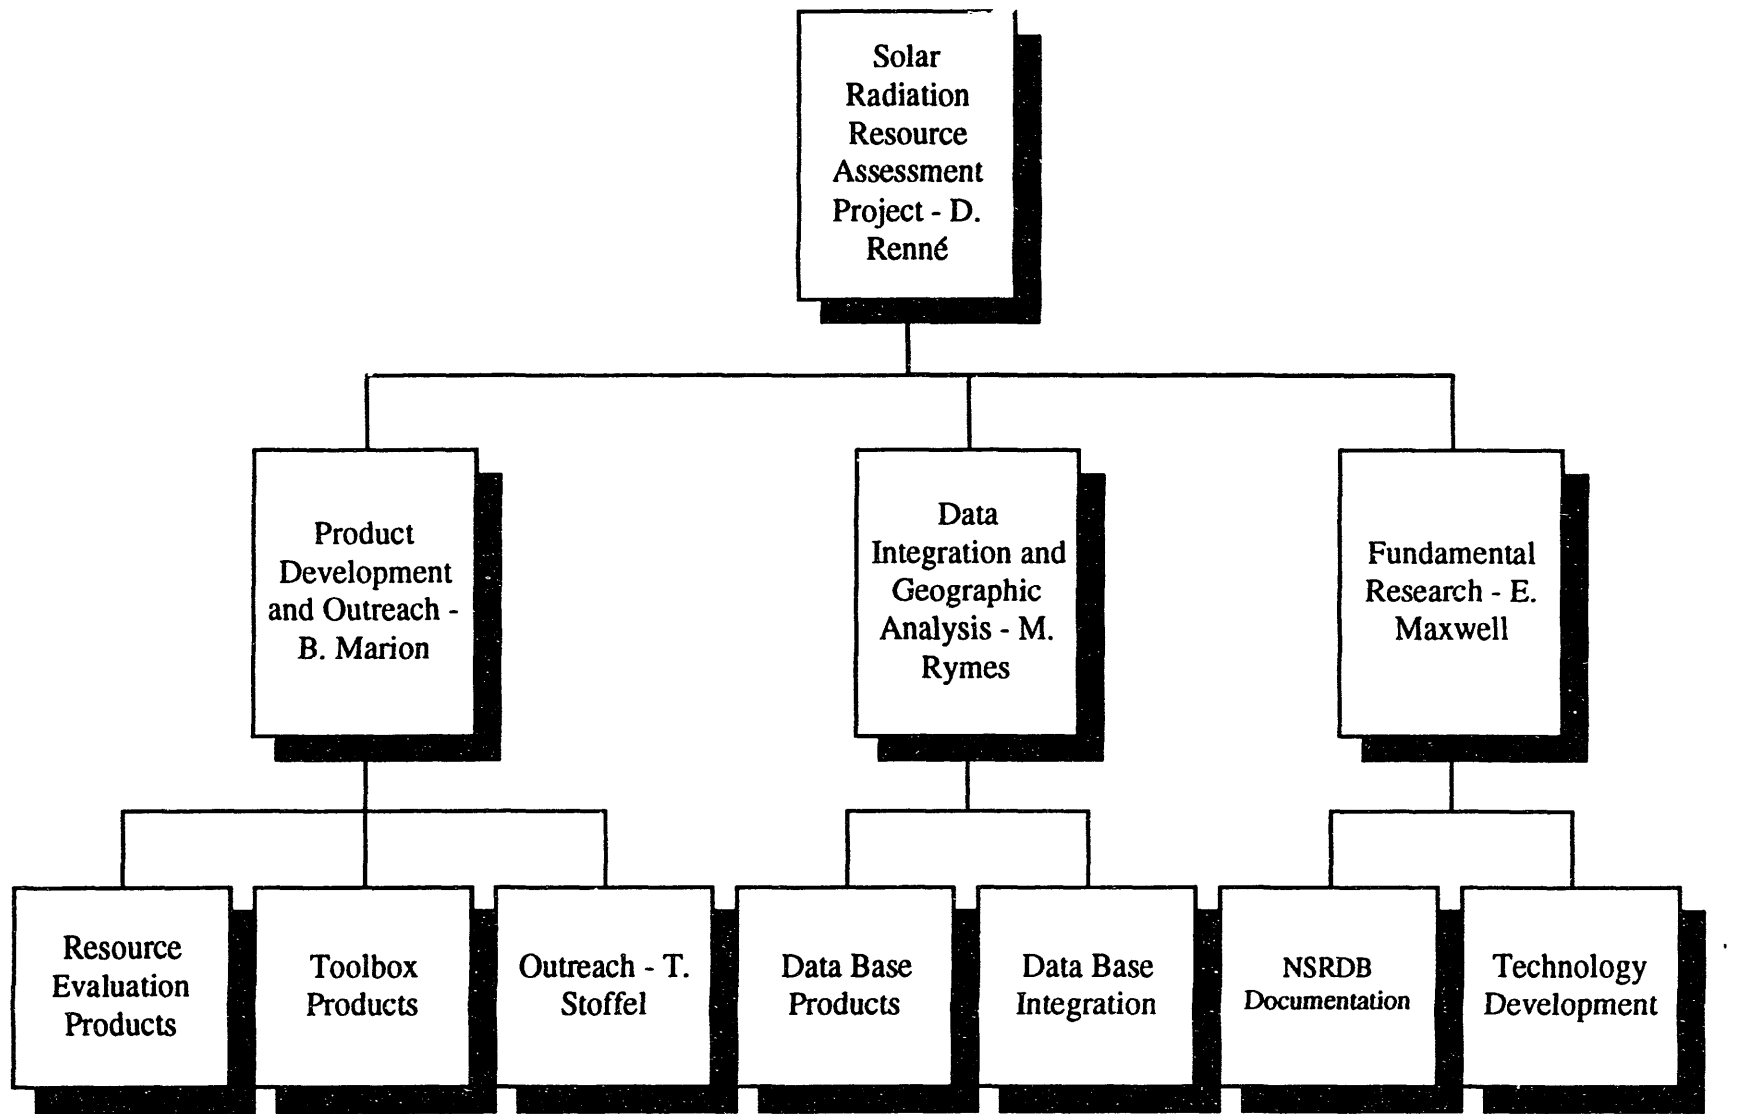 Solar
Radiation
Resource
Assessment
Project - D.
Renné
Product
Development
and Outreach -
B. Marion
Data
Integration and
Geographic
Analysis - M.
Rymes
Fundamental
Research - E.
Maxwell
Resource
Evaluation
Products
Toolbox
Products
Outreach - T.
Stoffel
Data Base
Products
Data Base
Integration
NSRDB
Documentation
Technology
Development